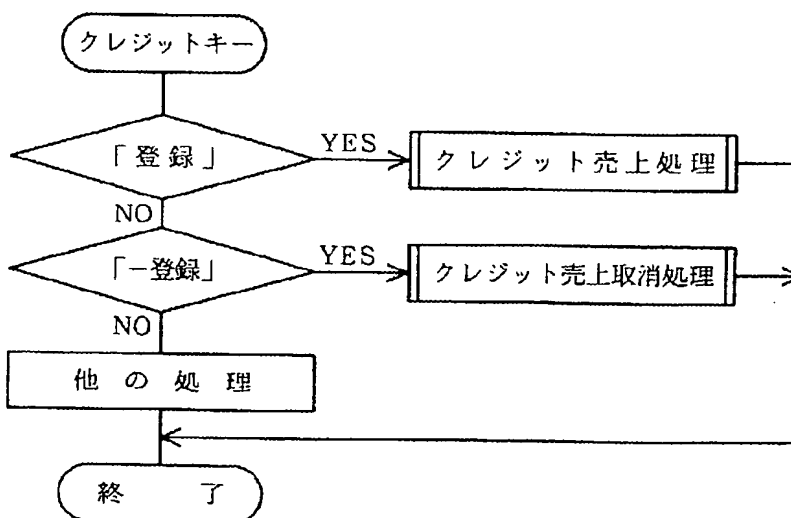 クレジットキー
「登録」
YES
クレジット売上処理
NO
「－登録」
YES
クレジット売上取消処理
NO
他の処理
終了